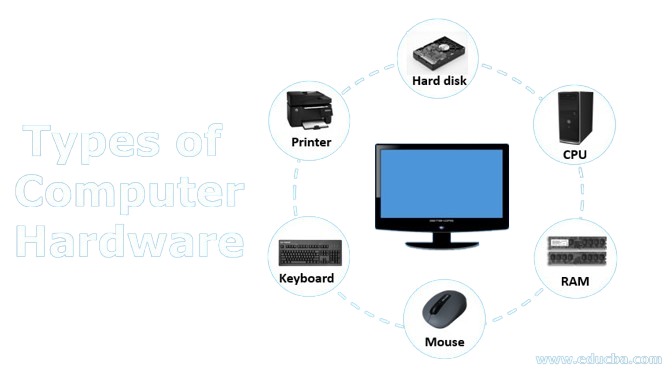 Types of
Computer
Hardware
Hard disk
Printer
CPU
Keyboard
RAM
Mouse
www.educba.com